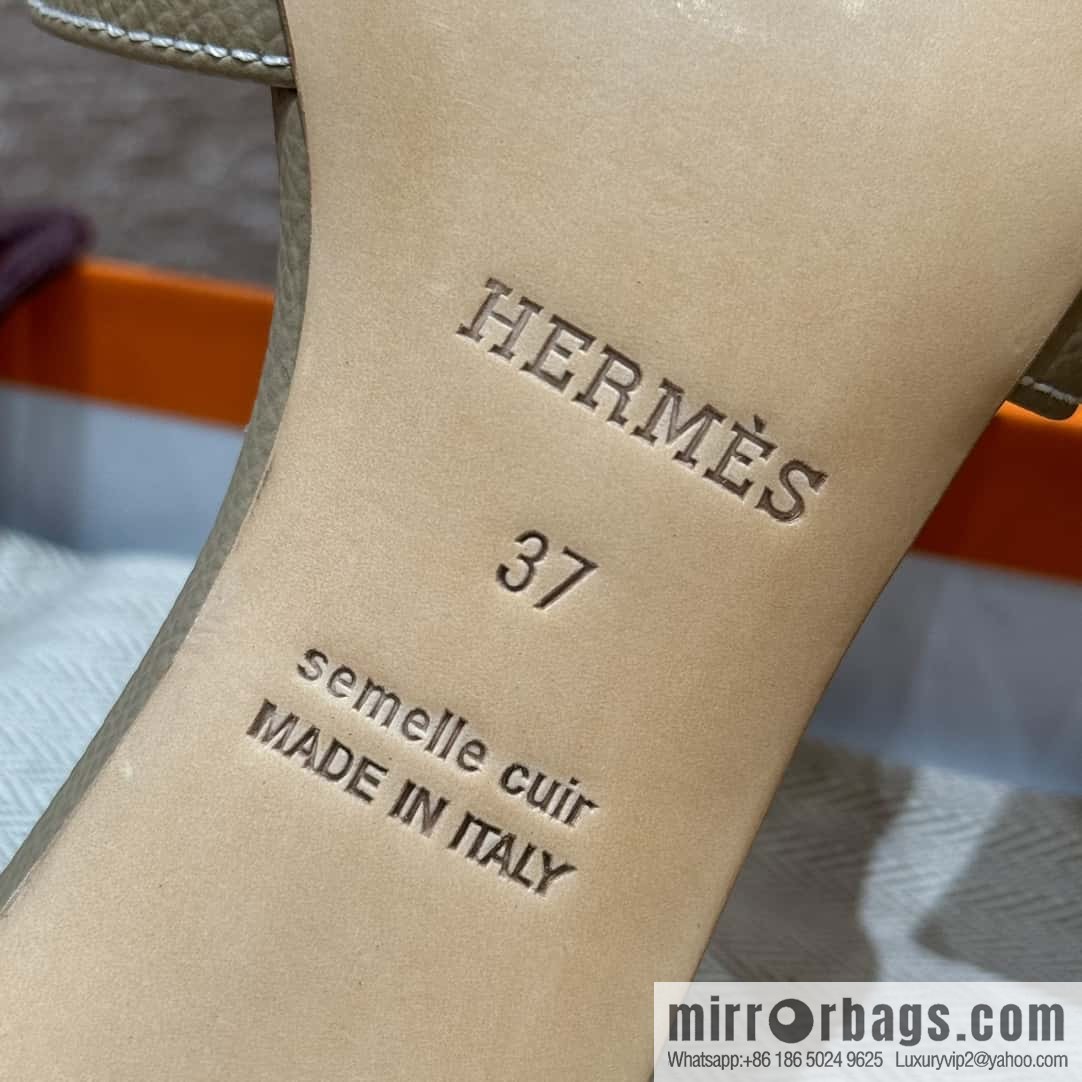 HERMÈS
37
semelle cuir
MADE IN ITALY
mirrorbags.com
Whatsapp:+86 186 5024 9625 Luxuryvip2@yahoo.com